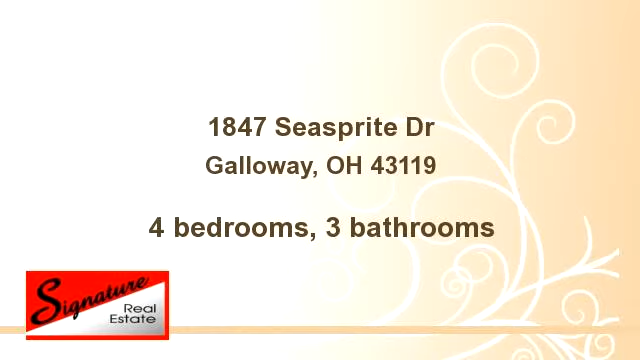 1847 Seasprite Dr
Galloway, OH 43119
4 bedrooms, 3 bathrooms
Signature
Real
Estate